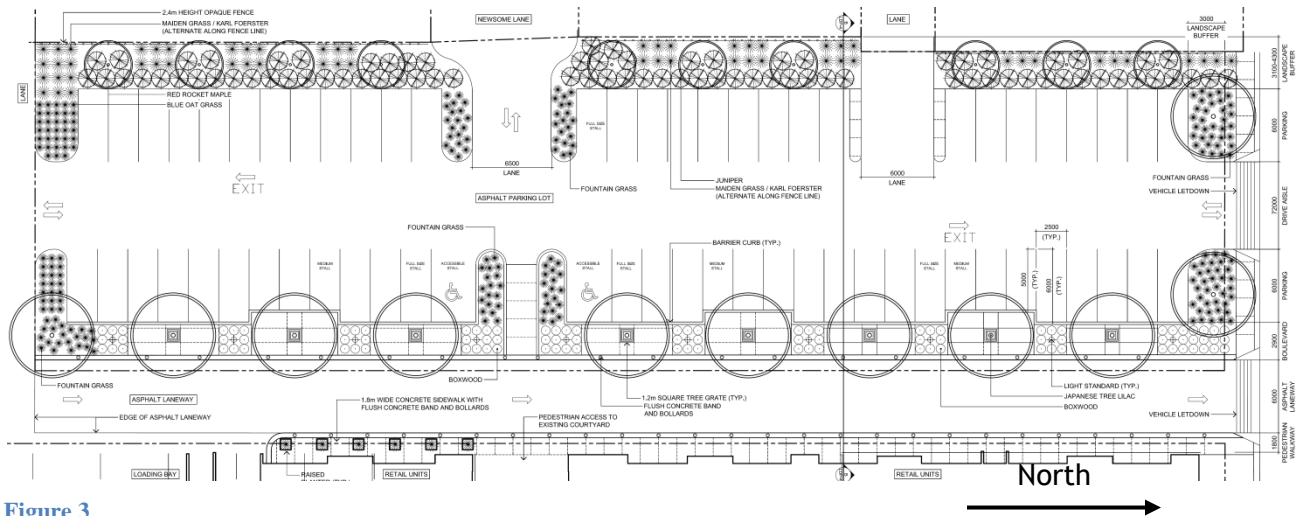 2.4m HEIGHT OPAQUE FENCE
MAIDEN GRASS / KARL FOERSTER
(ALTERNATE ALONG FENCE LINE)
NEWSOME LANE
LANE
3000
LANDSCAPE
BUFFER
3100-4300
LANDSCAPE
BUFFER
LANE
RED ROCKET MAPLE
BLUE OAT GRASS
FULL SIZE
STALL
6000
PARKING
6500
LANE
6000
LANE
JUNIPER
MAIDEN GRASS / KARL FOERSTER
(ALTERNATE ALONG FENCE LINE)
FOUNTAIN GRASS
FOUNTAIN GRASS
VEHICLE LETDOWN
EXIT
ASPHALT PARKING LOT
72000
DRIVE AISLE
FOUNTAIN GRASS
BARRIER CURB (TYP.)
EXIT
2500
(TYP.)
MEDIUM
STALL
FULL SIZE
STALL
ACCESSIBLE
STALL
ACCESSIBLE
STALL
FULL SIZE
STALL
MEDIUM
STALL
FULL SIZE
STALL
MEDIUM
STALL
5000
(TYP.)
6000
(TYP.)
6000
PARKING
2900
BOULEVARD
FOUNTAIN GRASS
BOXWOOD
LIGHT STANDARD (TYP.)
JAPANESE TREE LILAC
BOXWOOD
ASPHALT LANEWAY
1.8m WIDE CONCRETE SIDEWALK WITH
FLUSH CONCRETE BAND AND BOLLARDS
1.2m SQUARE TREE GRATE (TYP.)
FLUSH CONCRETE BAND
AND BOLLARDS
6000
ASPHALT
LANEWAY
VEHICLE LETDOWN
EDGE OF ASPHALT LANEWAY
PEDESTRIAN ACCESS TO
EXISTING COURTYARD
1800
PEDESTRIAN
WALKWAY
LOADING BAY
RAISED
RETAIL UNITS
RETAIL UNITS
North
Figure 3